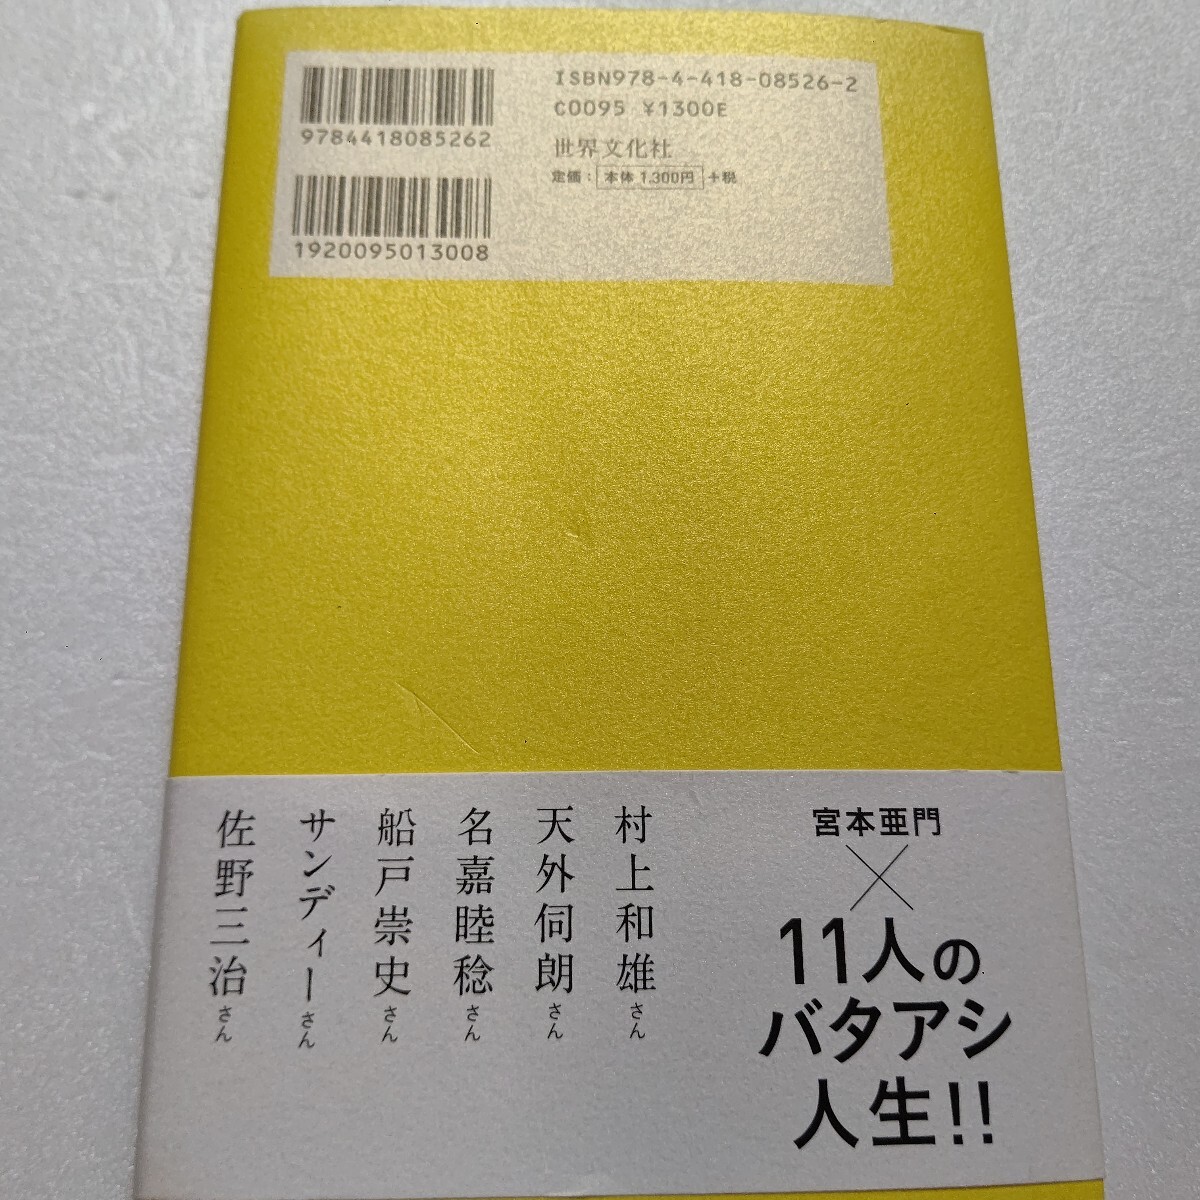 9784418085262
1920095013008
ISBN978-4-418-08526-2
C0095 ¥1300E
世界文化社
定価：本体 1,300円 +税
宮本亜門
×
11人の
バタアシ
人生!!
村上和雄さん
天外伺朗さん
名嘉睦稔さん
船戸崇史さん
サンディーさん
佐野三治さん